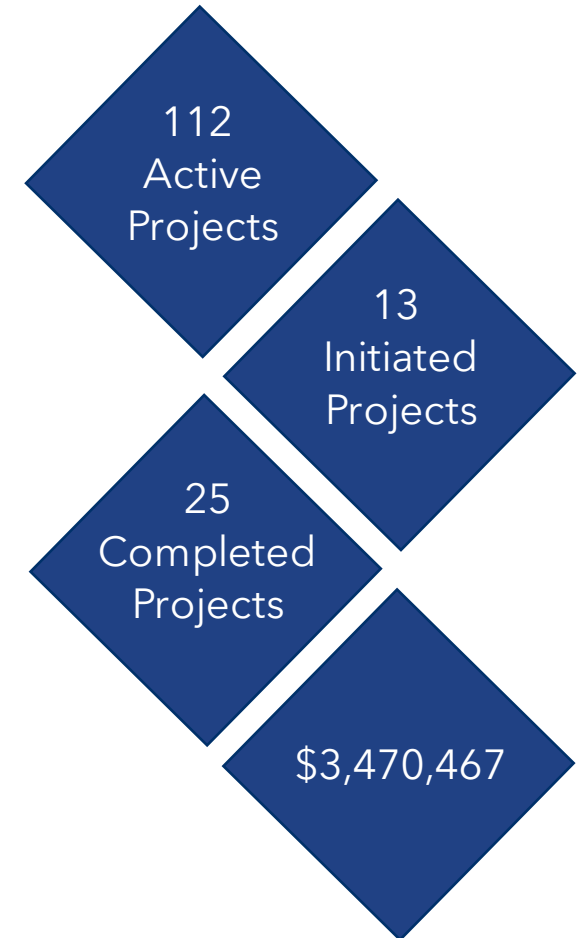 112
Active
Projects
13
Initiated
Projects
25
Completed
Projects
$3,470,467